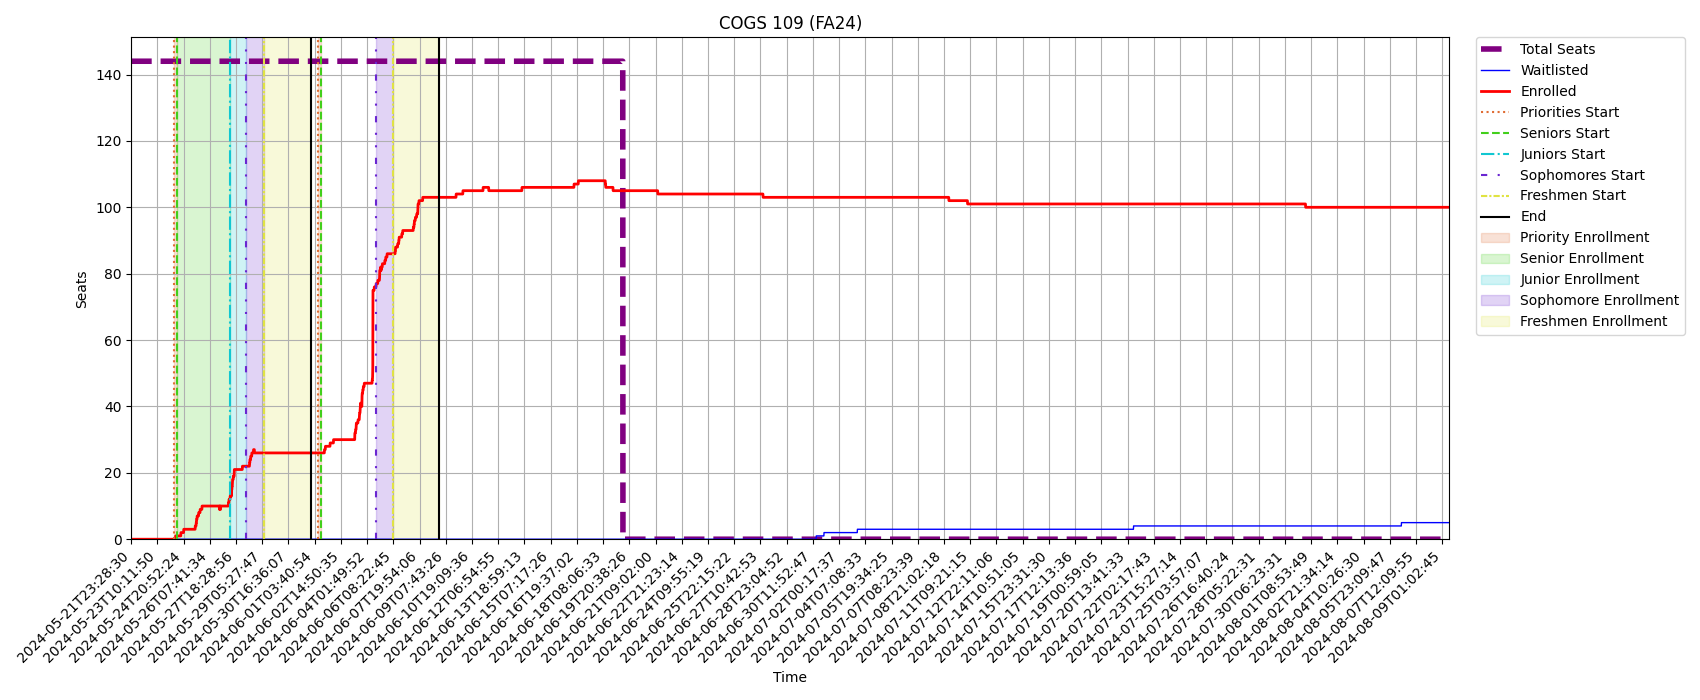 COGS 109 (FA24)
140
120
100
80
60
40
20
0
Seats
2024-05-21T23:28:30
2024-05-23T10:11:50
2024-05-24T20:52:24
2024-05-26T07:41:34
2024-05-27T18:28:56
2024-05-29T05:27:47
2024-05-30T16:36:07
2024-06-01T03:40:54
2024-06-02T14:50:35
2024-06-04T01:49:52
2024-06-06T08:22:45
2024-06-07T19:54:06
2024-06-09T07:43:26
2024-06-10T19:09:36
2024-06-12T06:54:55
2024-06-13T18:59:13
2024-06-15T07:17:26
2024-06-16T19:37:02
2024-06-18T08:06:33
2024-06-19T20:38:26
2024-06-21T09:02:00
2024-06-22T21:23:14
2024-06-24T09:55:19
2024-06-25T22:15:22
2024-06-27T10:42:53
2024-06-28T23:04:52
2024-06-30T11:52:47
2024-07-02T00:17:37
2024-07-04T07:08:33
2024-07-05T19:34:25
2024-07-07T08:23:39
2024-07-08T21:02:18
2024-07-11T09:21:15
2024-07-12T22:11:06
2024-07-14T10:51:05
2024-07-15T23:31:30
2024-07-17T12:13:36
2024-07-19T00:59:05
2024-07-20T13:41:33
2024-07-22T02:17:43
2024-07-23T15:27:14
2024-07-25T03:57:07
2024-07-26T16:40:24
2024-07-28T05:22:31
2024-07-30T06:23:31
2024-08-01T08:53:49
2024-08-02T21:34:14
2024-08-04T10:26:30
2024-08-05T23:09:47
2024-08-07T12:09:55
2024-08-09T01:02:45
Time
Total Seats
Waitlisted
Enrolled
Priorities Start
Seniors Start
Juniors Start
Sophomores Start
Freshmen Start
End
Priority Enrollment
Senior Enrollment
Junior Enrollment
Sophomore Enrollment
Freshmen Enrollment